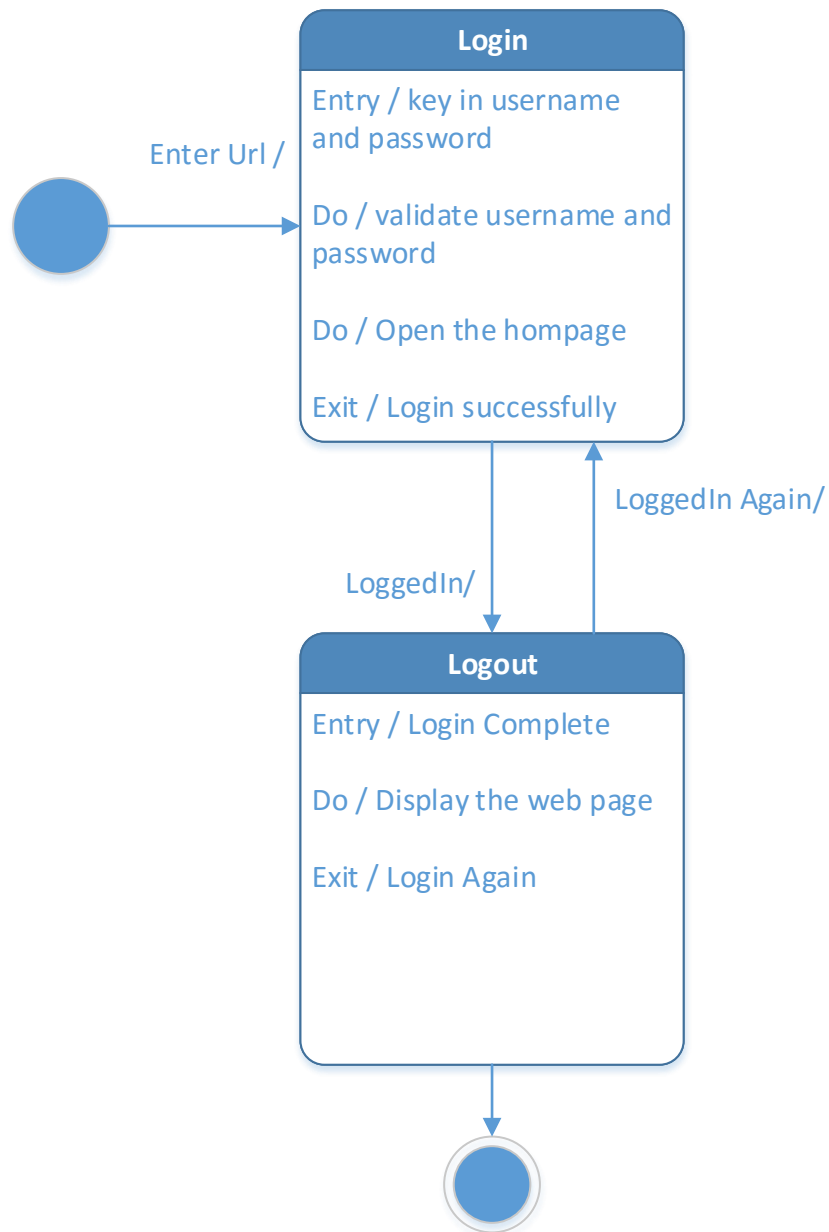 Login
Entry / key in username
and password
Enter Url /
Do / validate username and
password
Do / Open the hompage
Exit / Login successfully
LoggedIn Again/
LoggedIn/
Logout
Entry / Login Complete
Do / Display the web page
Exit / Login Again